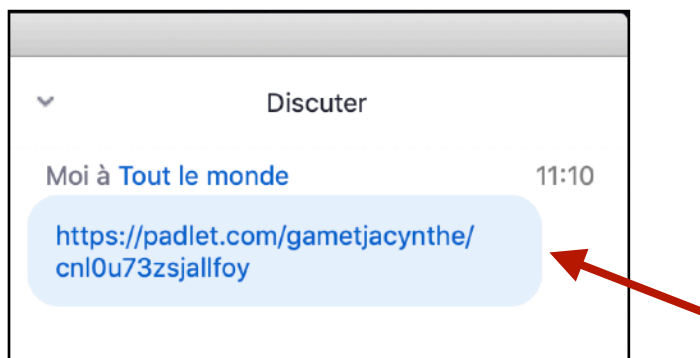 Discuter
Moi à Tout le monde 11:10
https://padlet.com/gametjacynthe/
cnl0u73zsjallfoy